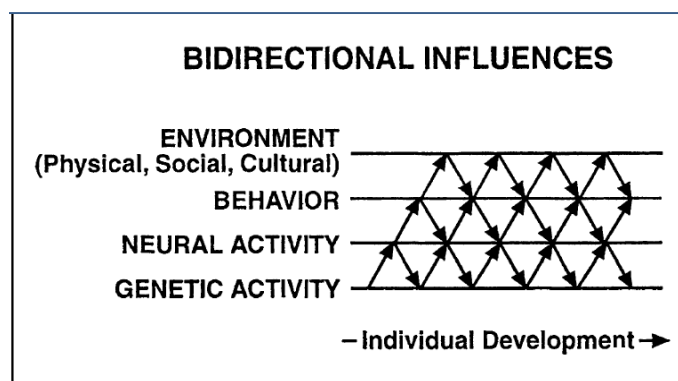 BIDIRECTIONAL INFLUENCES
ENVIRONMENT
(Physical, Social, Cultural)
BEHAVIOR
NEURAL ACTIVITY
GENETIC ACTIVITY
Individual Development